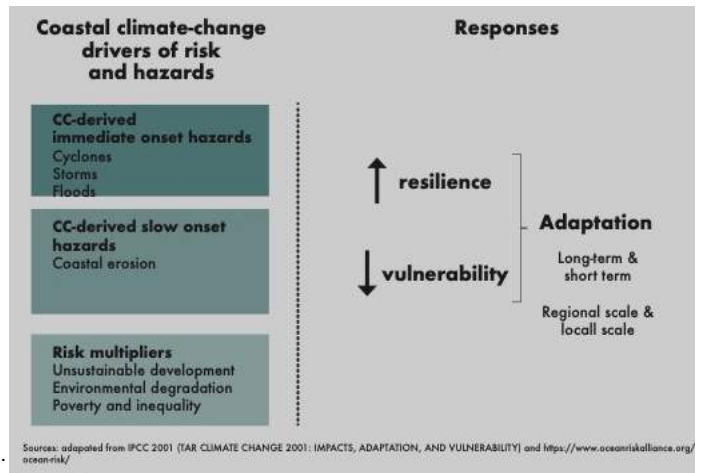 Coastal climate-change
drivers of risk
and hazards
Responses
CC-derived
immediate onset hazards
Cyclones
Storms
Floods
CC-derived slow onset
hazards
Coastal erosion
Risk multipliers
Unsustainable development
Environmental degradation
Poverty and inequality
resilience
vulnerability
Adaptation
Long-term &
short term
Regional scale &
locall scale
Sources: adapated from IPCC 2001 (TAR CLIMATE CHANGE 2001: IMPACTS, ADAPTATION, AND VULNERABILITY) and https://www.oceanriskalliance.org/
ocean-risk/
.